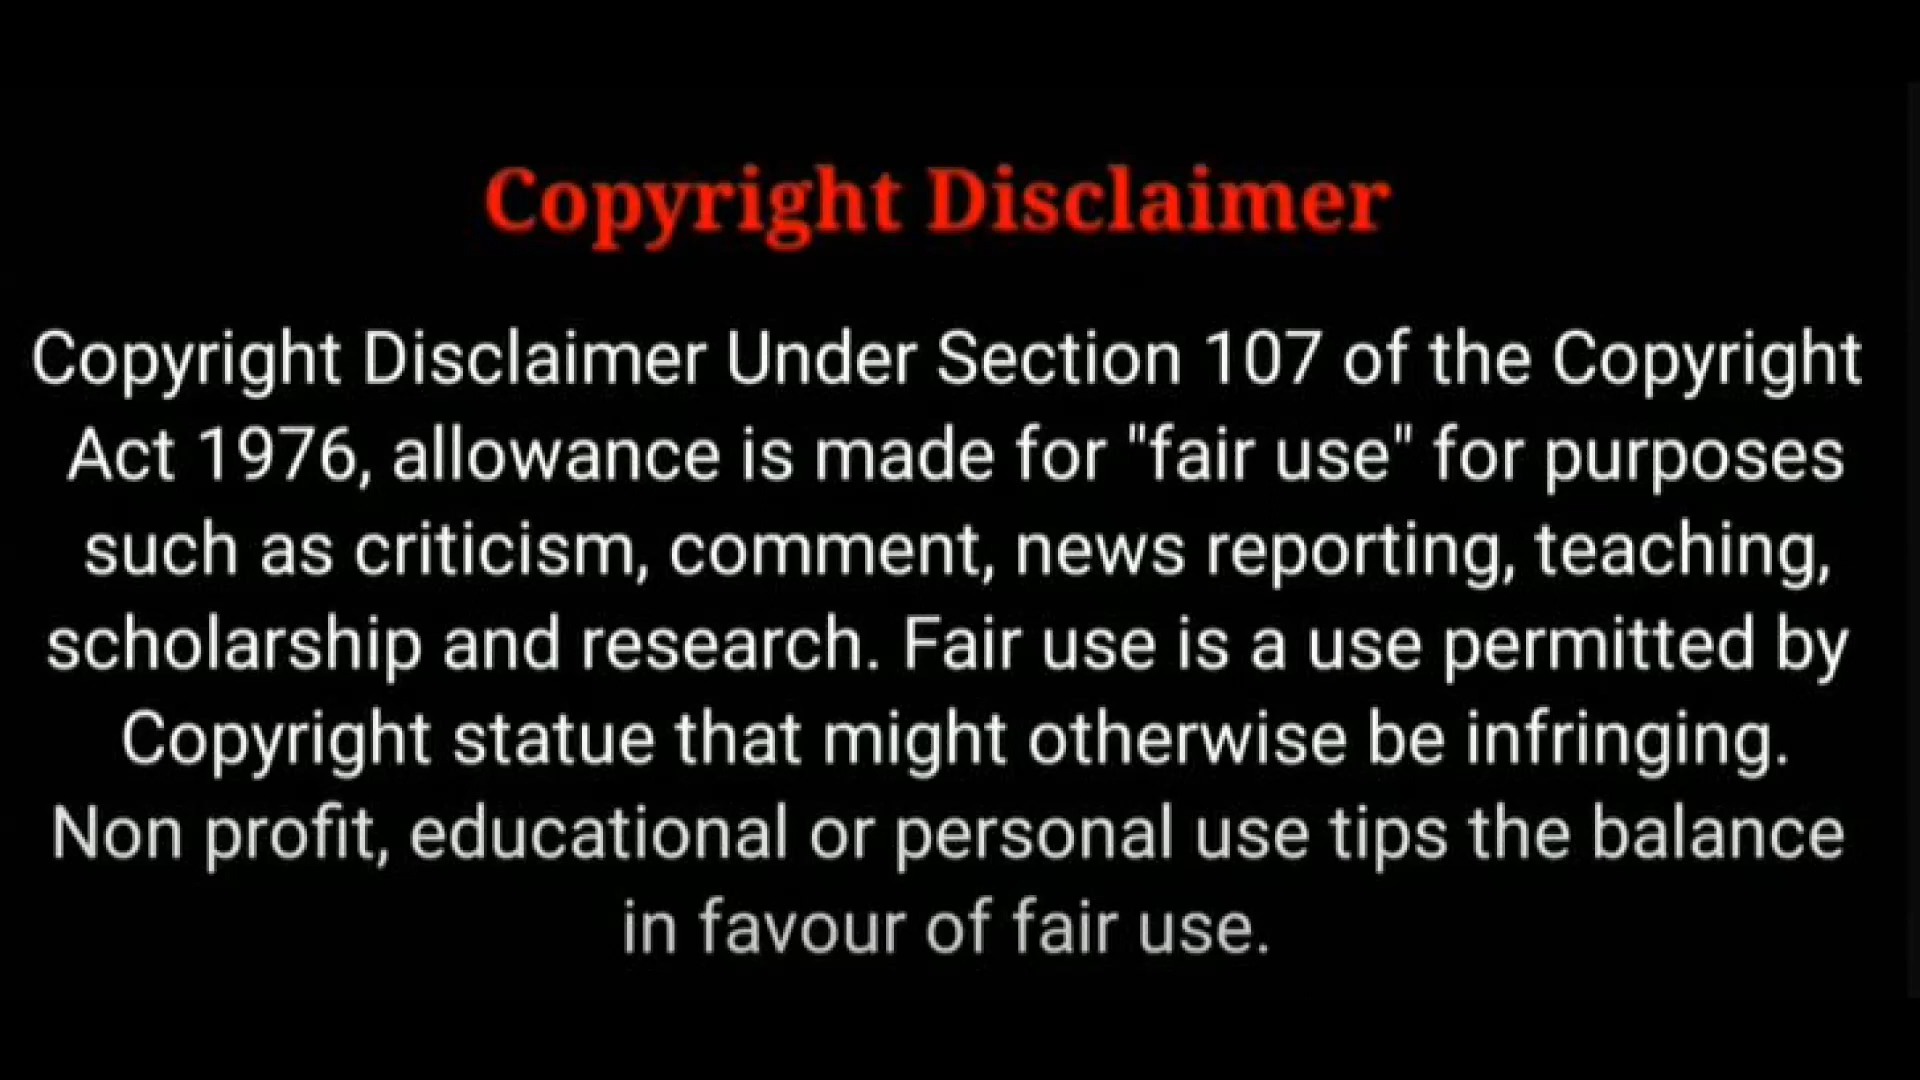 Copyright Disclaimer
Copyright Disclaimer Under Section 107 of the Copyright
Act 1976, allowance is made for "fair use" for purposes
such as criticism, comment, news reporting, teaching,
scholarship and research. Fair use is a use permitted by
Copyright statue that might otherwise be infringing.
Non profit, educational or personal use tips the balance
in favour of fair use.